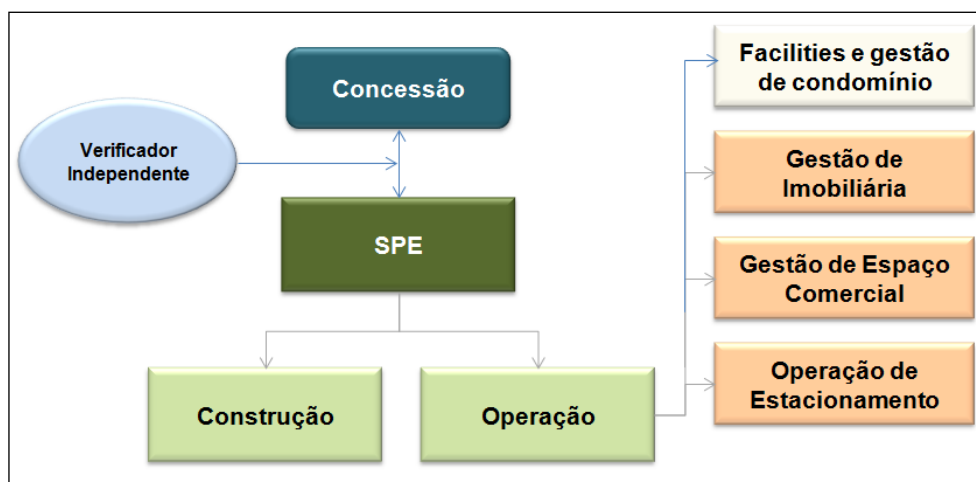 Facilities e gestão
de condomínio
Concessão
Verificador
Independente
Gestão de
Imobiliária
SPE
Gestão de Espaço
Comercial
Construção
Operação
Operação de
Estacionamento